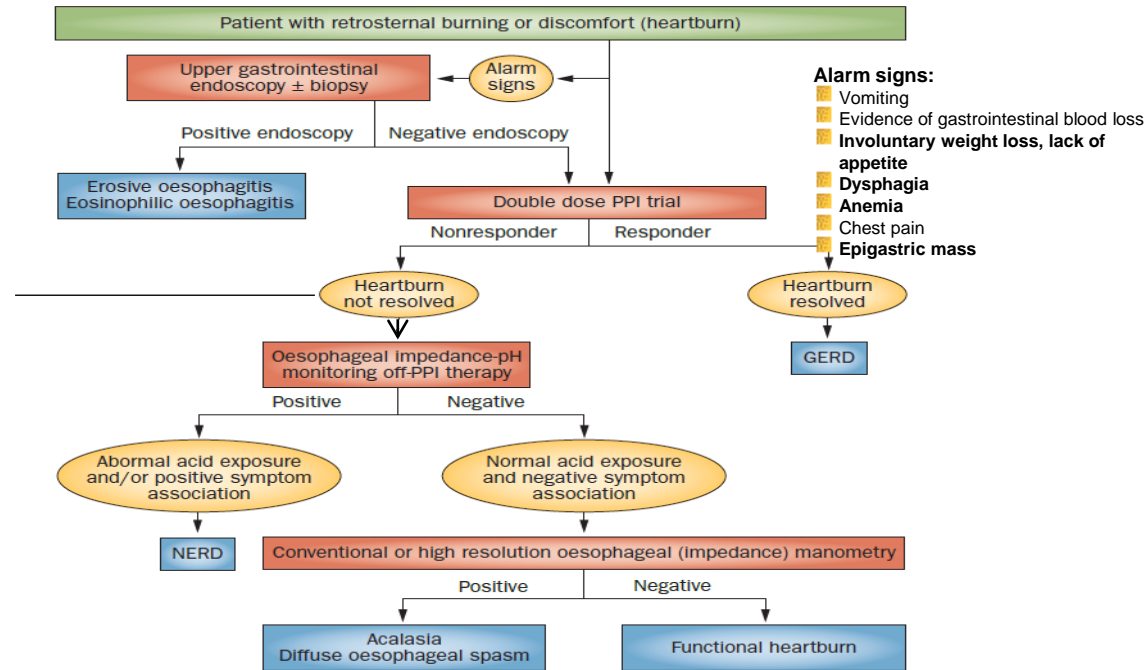 Patient with retrosternal burning or discomfort (heartburn)
Upper gastrointestinal
endoscopy ± biopsy
Alarm
signs
Alarm signs:
Vomiting
Evidence of gastrointestinal blood loss
Involuntary weight loss, lack of
appetite
Dysphagia
Anemia
Chest pain
Epigastric mass
Positive endoscopy
Negative endoscopy
Erosive oesophagitis
Eosinophilic oesophagitis
Double dose PPI trial
Nonresponder
Responder
Heartburn
not resolved
Heartburn
resolved
Oesophageal impedance-pH
monitoring off-PPI therapy
GERD
Positive
Negative
Abormal acid exposure
and/or positive symptom
association
Normal acid exposure
and negative symptom
association
NERD
Conventional or high resolution oesophageal (impedance) manometry
Positive
Negative
Acalasia
Diffuse oesophageal spasm
Functional heartburn